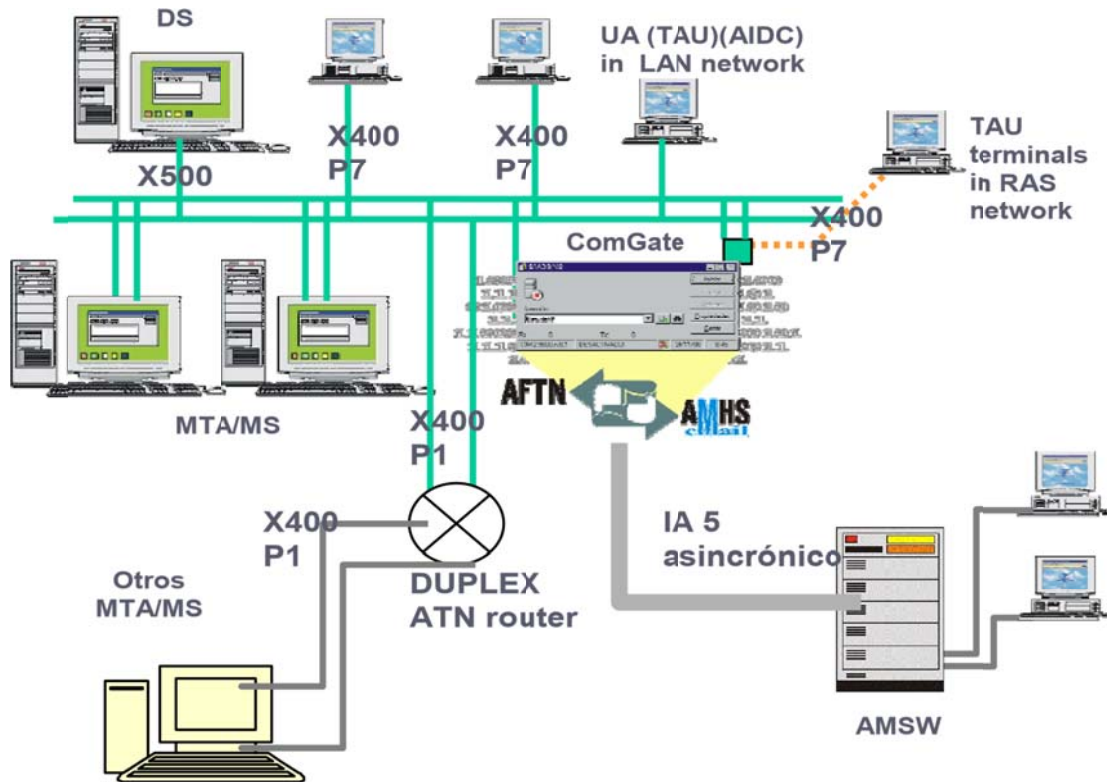 DS
UA (TAU)(AIDC)
in LAN network
X400
P7
X400
P7
TAU
terminals
in RAS
network
X500
X400
P7
ComGate
AFTN
AMHS
eMail
MTA/MS
X400
P1
X400
P1
IA 5
asincrónico
Otros
MTA/MS
DUPLEX
ATN router
AMSW